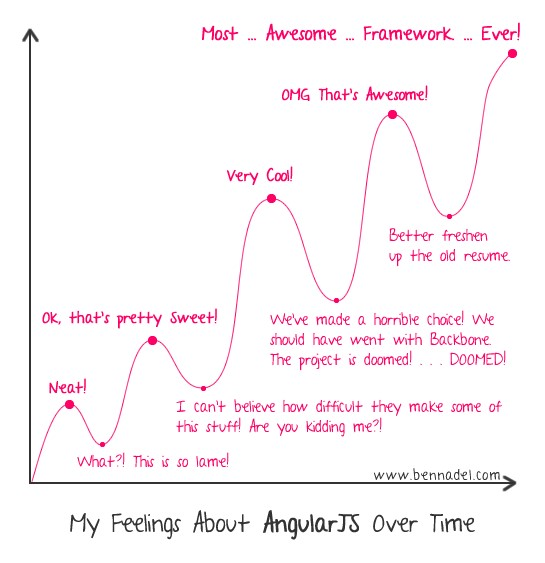 Most ... Awesome ... Framework ... Ever!
OMG That's Awesome!
Very Cool!
Better freshen
up the old resume.
Ok, that's pretty Sweet!
We've made a horrible choice! We
should have went with Backbone.
The project is doomed! . . . DOOMED!
Neat!
I can't believe how difficult they make some of
this stuff! Are you kidding me?!
What?! This is so lame!
www.bennadel.com
My Feelings About AngularJS Over Time